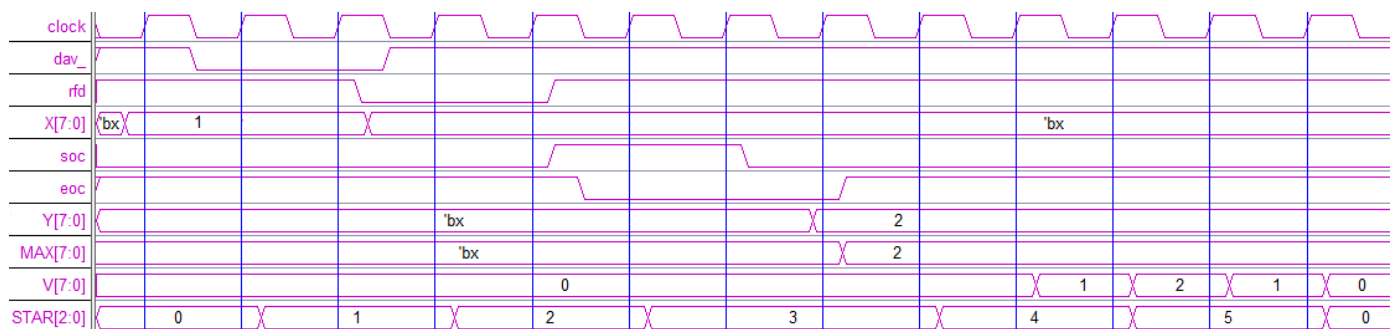 clock
dav_
rfd
X[7:0] 'bx 1 'bx
soc
eoc
Y[7:0] 'bx 2
MAX[7:0] 'bx 2
V[7:0] 0 1 2 1 0
STAR[2:0] 0 1 2 3 4 5 0